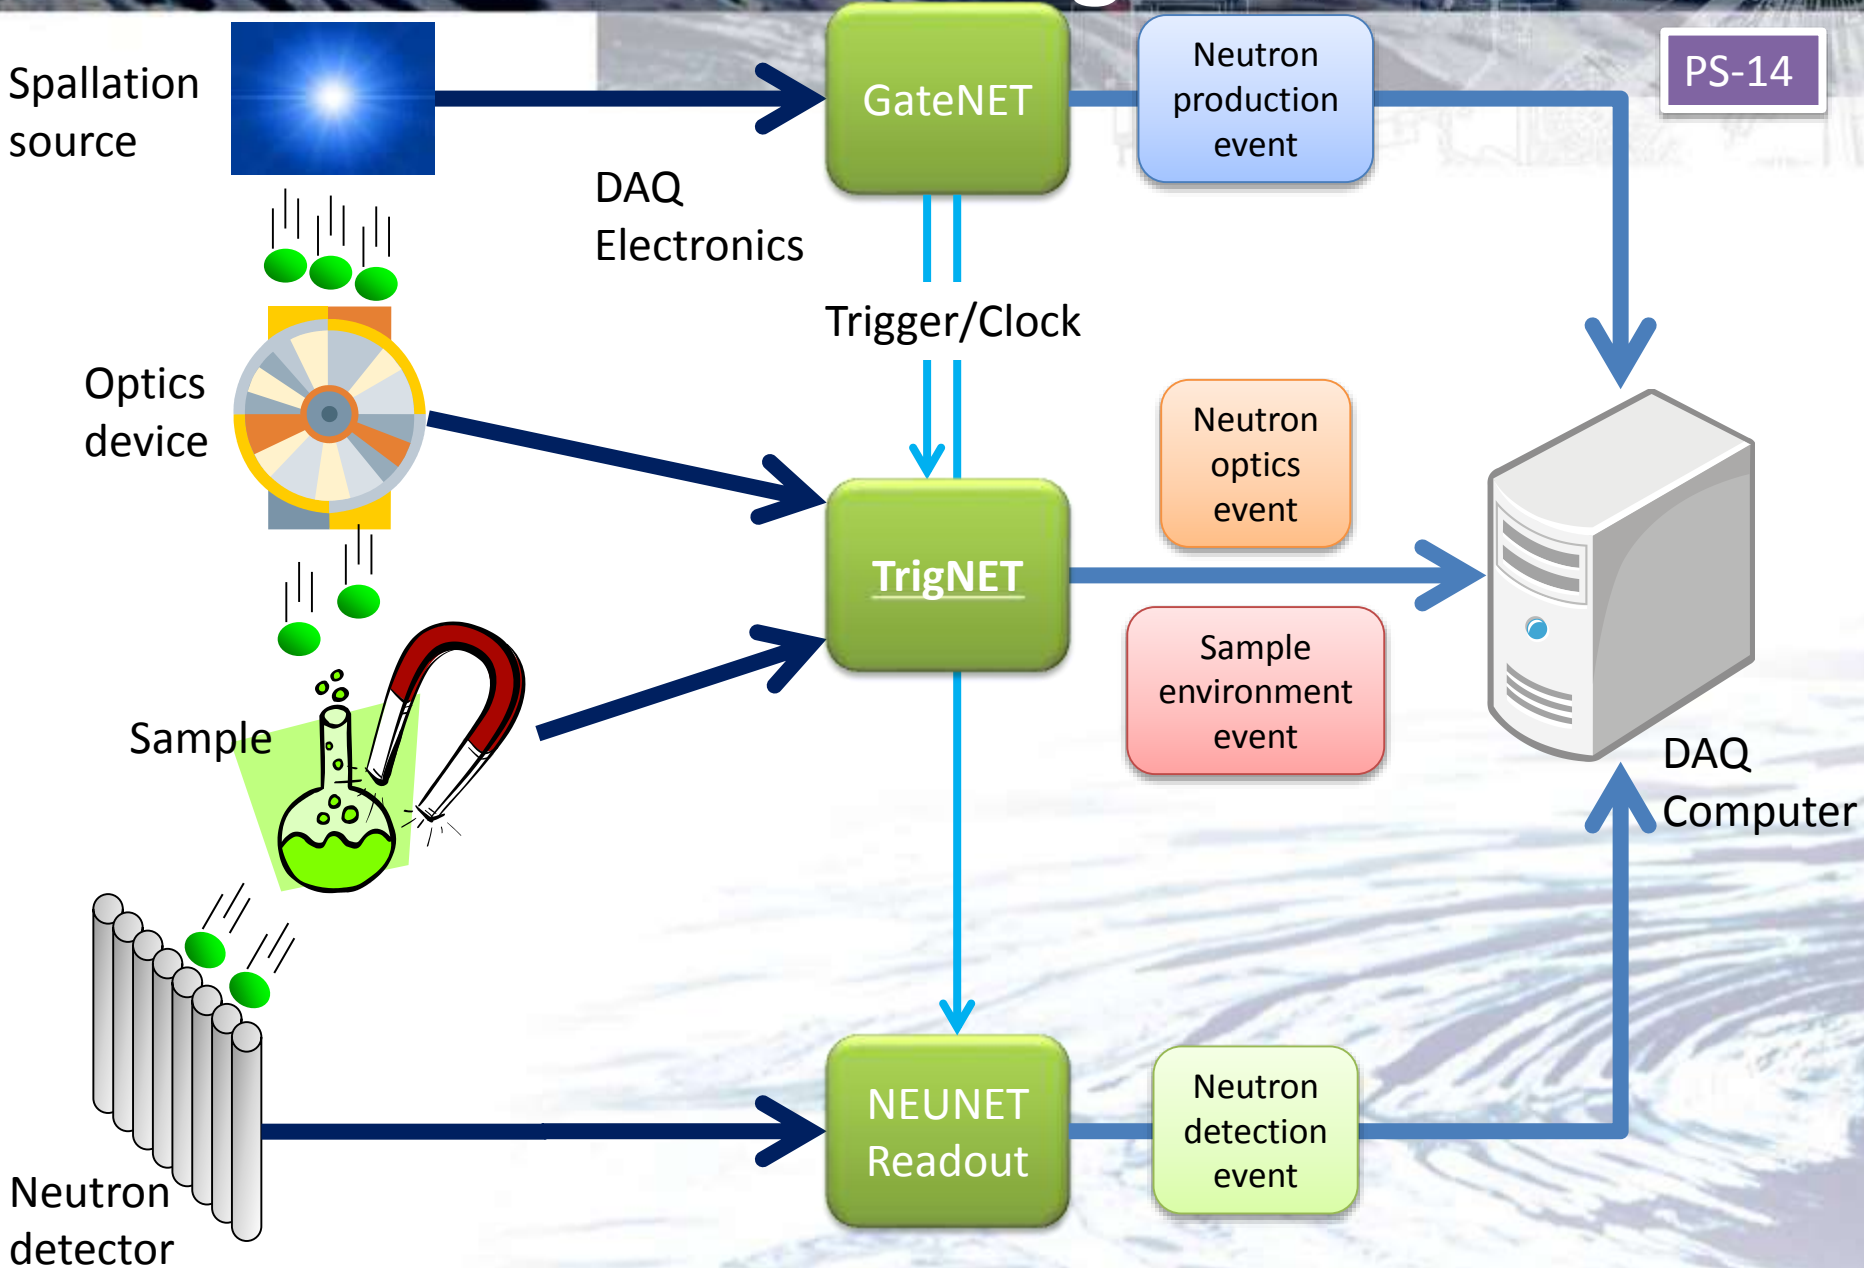 PS-14
Spallation
source
GateNET
Neutron
production
event
DAQ
Electronics
Trigger/Clock
Optics
device
Neutron
optics
event
TrigNET
Sample
environment
event
Sample
DAQ
Computer
NEUNET
Readout
Neutron
detection
event
Neutron
detector